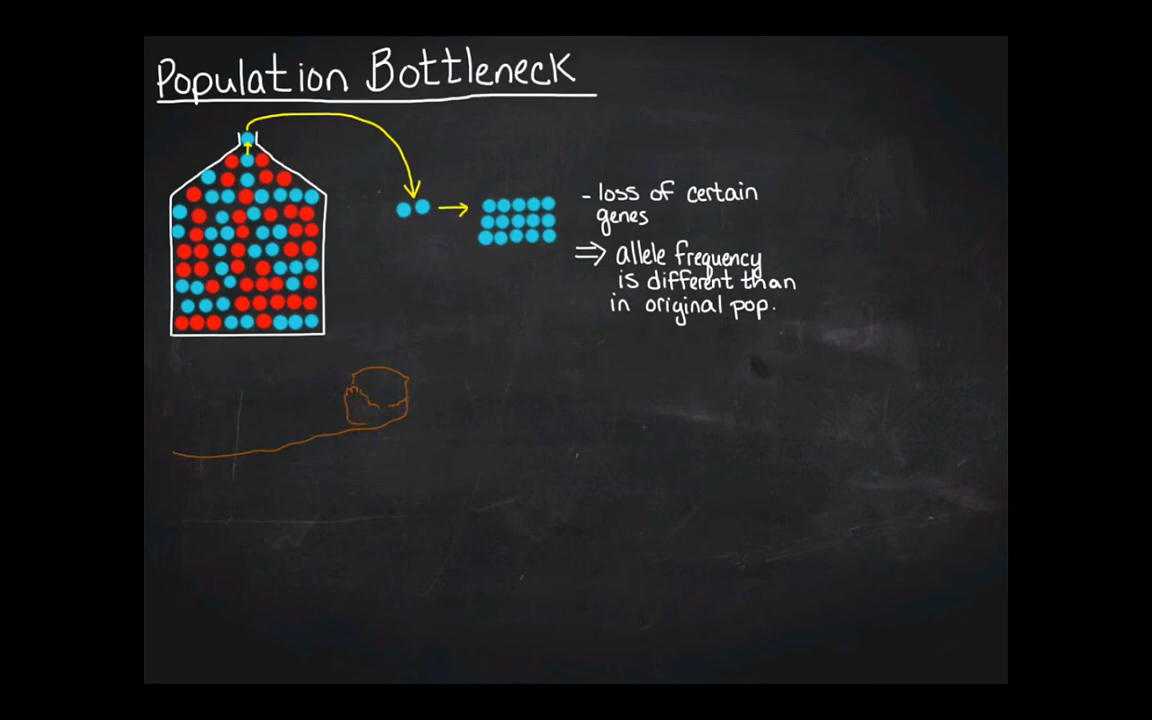 Population Bottleneck
- loss of certain
genes
⇒ allele frequency
is different than
in original pop.